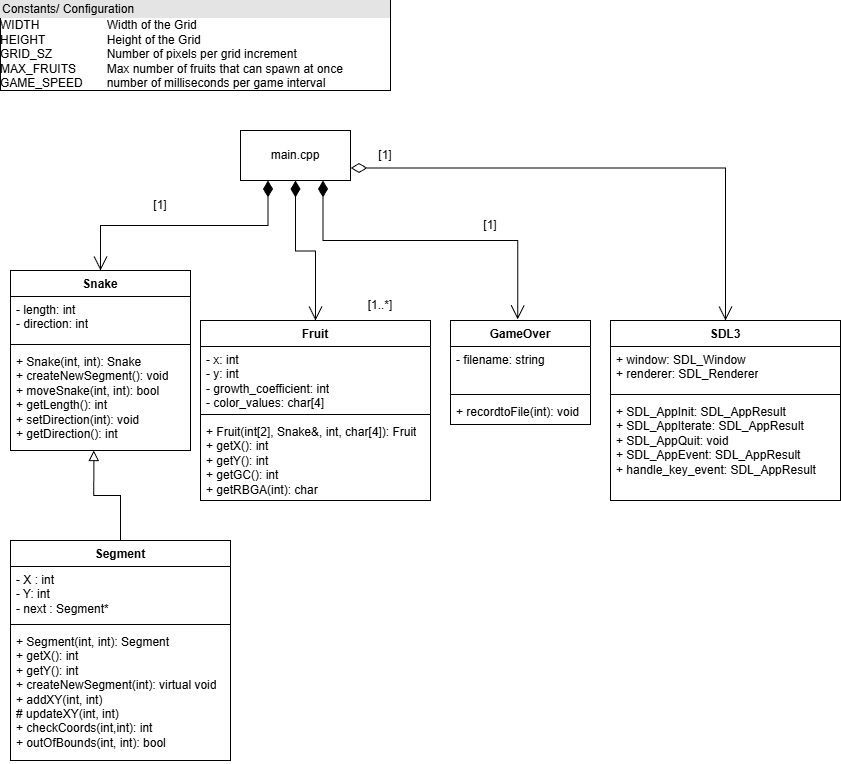 Constants/ Configuration
WIDTH Width of the Grid
HEIGHT Height of the Grid
GRID_SZ Number of pixels per grid increment
MAX_FRUITS Max number of fruits that can spawn at once
GAME_SPEED number of milliseconds per game interval
main.cpp
[1]
[1]
[1]
[1..*]
Snake
- length: int
- direction: int
+ Snake(int, int): Snake
+ createNewSegment(): void
+ moveSnake(int, int): bool
+ getLength(): int
+ setDirection(int): void
+ getDirection(): int
Fruit
- x: int
- y: int
- growth_coefficient: int
- color_values: char[4]
+ Fruit(int[2], Snake&, int, char[4]): Fruit
+ getX(): int
+ getY(): int
+ getGC(): int
+ getRBGA(int): char
GameOver
- filename: string
+ recordtoFile(int): void
SDL3
+ window: SDL_Window
+ renderer: SDL_Renderer
+ SDL_AppInit: SDL_AppResult
+ SDL_AppIterate: SDL_AppResult
+ SDL_AppQuit: void
+ SDL_AppEvent: SDL_AppResult
+ handle_key_event: SDL_AppResult
Segment
- X : int
- Y: int
- next : Segment*
+ Segment(int, int): Segment
+ getX(): int
+ getY(): int
+ createNewSegment(int): virtual void
+ addXY(int, int)
# updateXY(int, int)
+ checkCoords(int,int): int
+ outOfBounds(int, int): bool